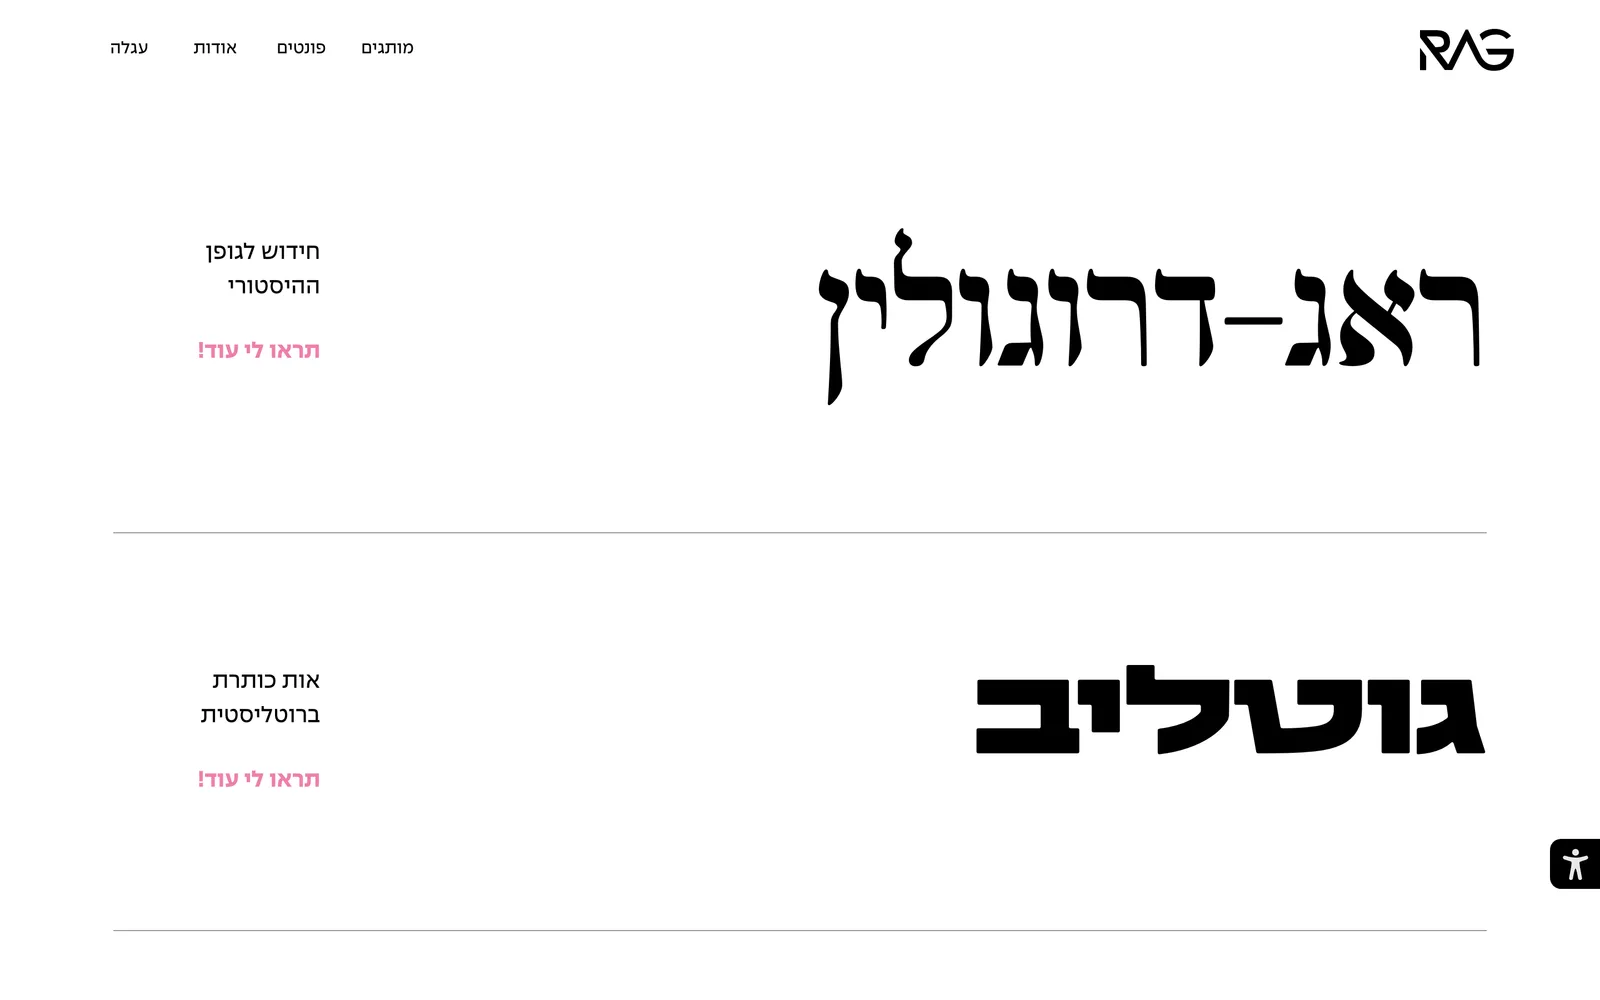 RAG
מותגים
פונטים
אודות
עגלה
ראג-דרוגולין
חידוש לגופן
ההיסטורי
תראו לי עוד!
גוטליב
אות כותרת
ברוטליסטית
תראו לי עוד!